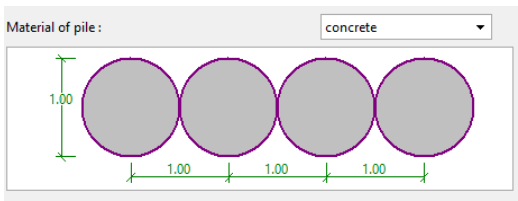 Material of pile : concrete
1.00
1.00 1.00 1.00